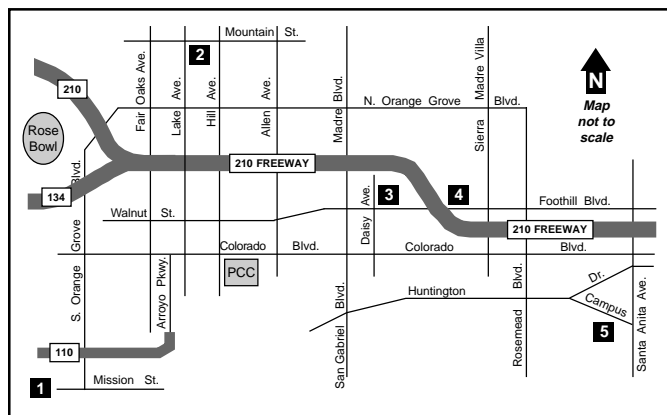 Mountain St.
2
210
Fair Oaks Ave.
Lake Ave.
Hill Ave.
Allen Ave.
Madre Blvd.
Sierra Madre Villa
N
Map
not to
scale
N. Orange Grove Blvd.
Rose
Bowl
210 FREEWAY
134
Walnut St.
Daisy Ave.
3
4
Foothill Blvd.
210 FREEWAY
S. Orange Grove Blvd.
Colorado Blvd.
Colorado Blvd.
PCC
Arroyo Pkwy.
San Gabriel Blvd.
Huntington Dr.
Rosemead Blvd.
Campus
Santa Anita Ave.
5
110
1
Mission St.